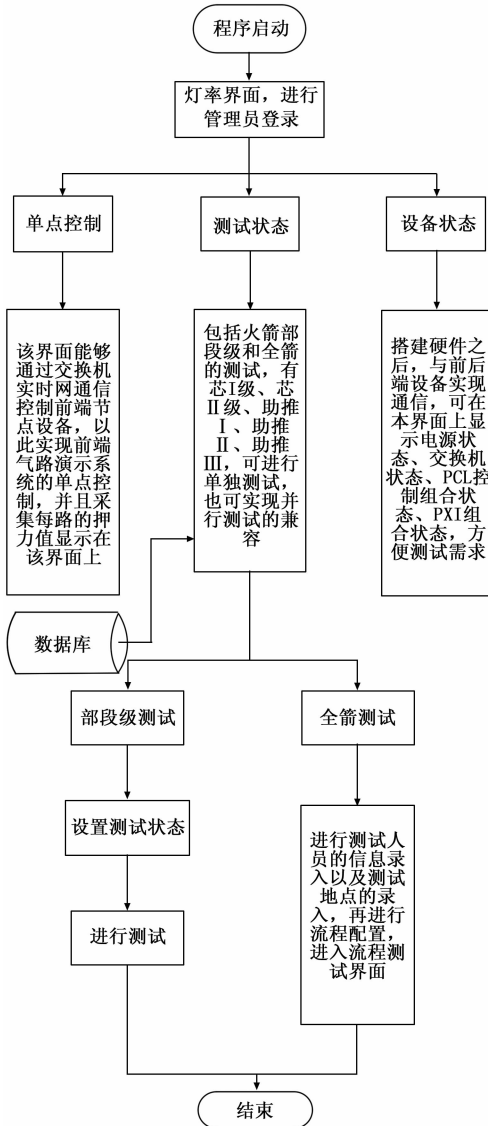 程序启动
灯率界面，进行
管理员登录
单点控制
测试状态
设备状态
该界面能够
通过交换机
实时网通信
控制前端节
点设备，以
此实现前端
气路演示系
统的单点控
制，并且采
集每路的押
力值显示在
该界面上
包括火箭部
段级和全箭
的测试，有
芯I级、芯
Ⅱ级、助推
Ⅰ、助推
Ⅱ、助推
Ⅲ，可进行
单独测试，
也可实现并
行测试的兼
容
搭建硬件之
后，与前后
端设备实现
通信，可在
本界面上显
示电源状
态、交换机
状态、PCL控
制组合状
态、PXI组
合状态，方
便测试需求
数据库
部段级测试
全箭测试
设置测试状态
进行测试
进行测试人
员的信息录
入以及测试
地点的录
入，再进行
流程配置，
进入流程测
试界面
结束